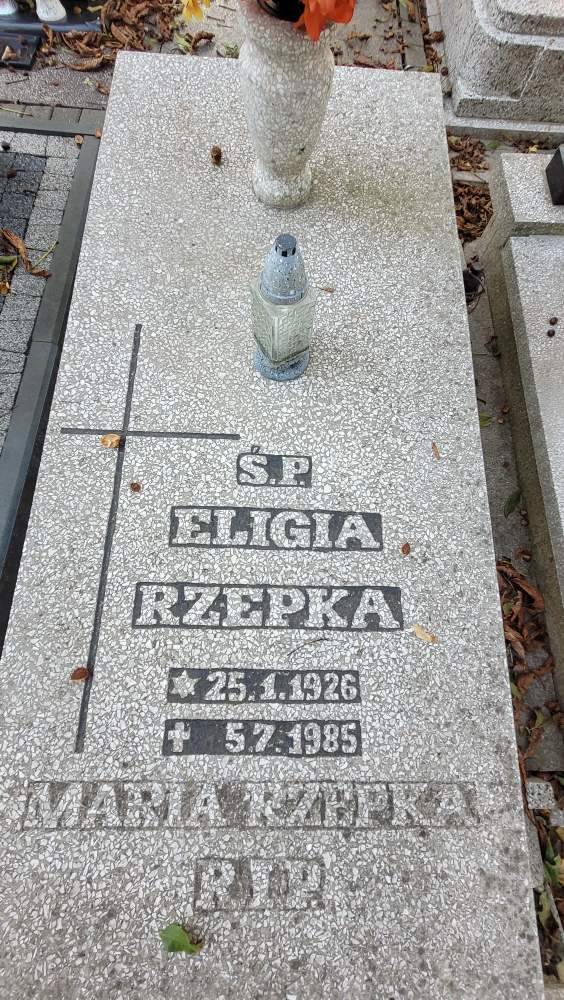 Ś.P.
ELIGIA
RZEPKA
25.1.1926
5.7.1985
MARIA RZEPKA
R.I.P.